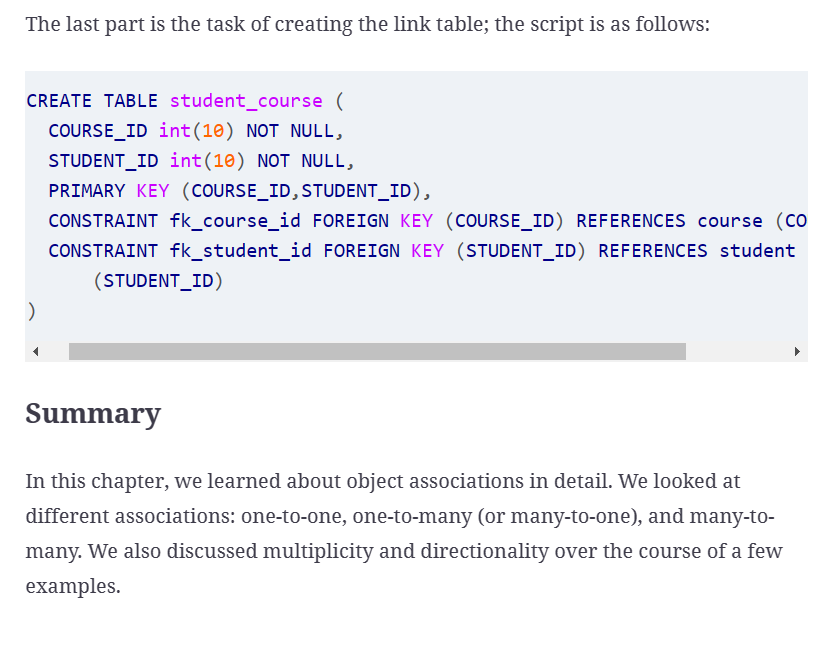 The last part is the task of creating the link table; the script is as follows:
CREATE TABLE student_course (
COURSE_ID int(10) NOT NULL,
STUDENT_ID int(10) NOT NULL,
PRIMARY KEY (COURSE_ID,STUDENT_ID),
CONSTRAINT fk_course_id FOREIGN KEY (COURSE_ID) REFERENCES course (CO
CONSTRAINT fk_student_id FOREIGN KEY (STUDENT_ID) REFERENCES student
(STUDENT_ID)
)
Summary
In this chapter, we learned about object associations in detail. We looked at
different associations: one-to-one, one-to-many (or many-to-one), and many-to-
many. We also discussed multiplicity and directionality over the course of a few
examples.